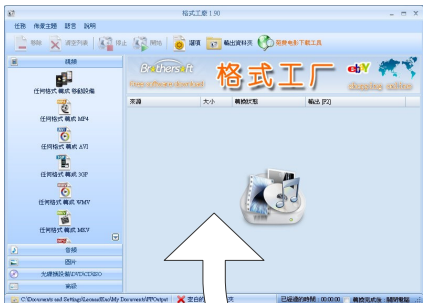 格式工廠 1.90
任務 佈景主題 語言 說明
移除 清空列表 停止 開始 選項 輸出資料夾 免費电影下載工具
視頻
Brothersoft
格式工厂
ebY
來源 大小 轉換狀態 輸出 [F2]
任何格式 轉成 移動設備
任何格式 轉成 MP4
任何格式 轉成 AVI
任何格式 轉成 3GP
任何格式 轉成 WMV
任何格式 轉成 MKV
音頻
图片
光碟機設備\DVD\CD\ISO
高級
C:\Documents and Settings\LeonardKuo\My Documents\FFOutput
已經過的時間 : 00:00:00 轉換完成後 : 關閉電腦